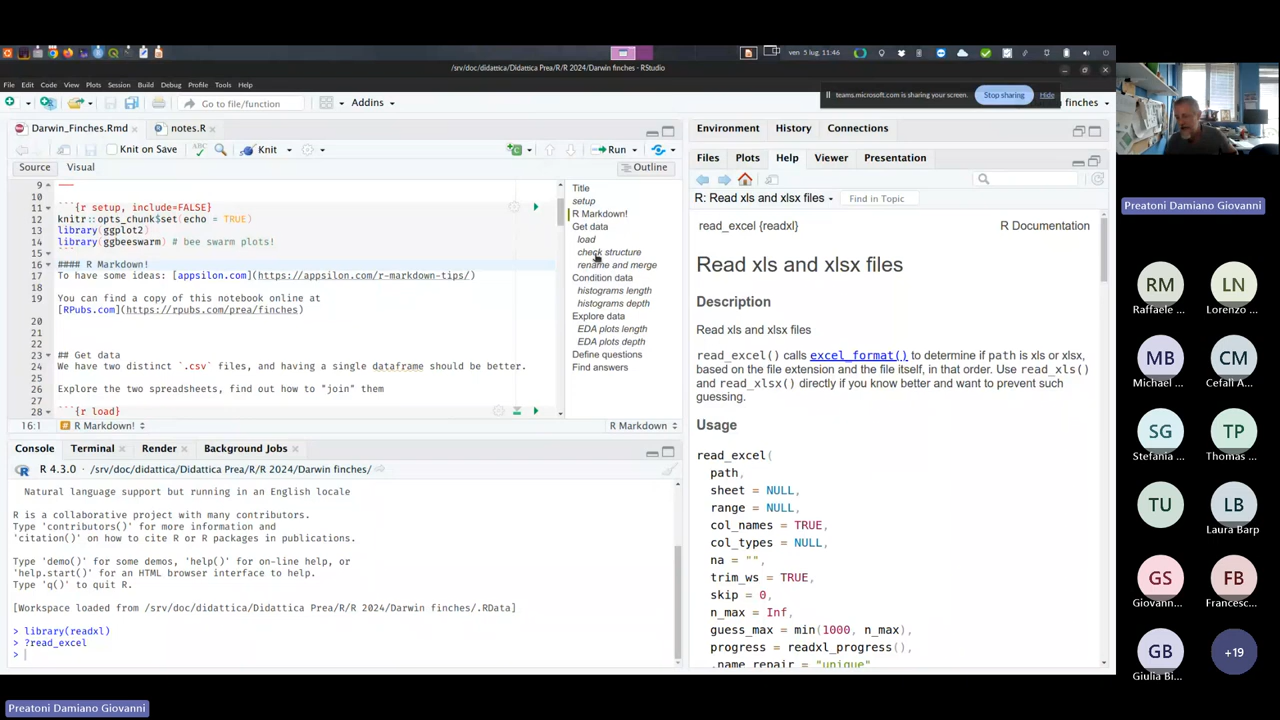 ven 5 lug, 11:46
/srv/doc/didattica/Didattica Prea/R/R 2024/Darwin finches - RStudio
File Edit Code View Plots Session Build Debug Profile Tools Help
teams.microsoft.com is sharing your screen. Stop sharing Hide
Go to file/function Addins
finches
Darwin_Finches.Rmd notes.R
Knit on Save Knit Run
Source Visual Outline
9 ---
10
11 ```{r setup, include=FALSE}
12 knitr::opts_chunk$set(echo = TRUE)
13 library(ggplot2)
14 library(ggbeeswarm) # bee swarm plots!
15 ```
16 #### R Markdown!
17 To have some ideas: [appsilon.com](https://appsilon.com/r-markdown-tips/)
18
19 You can find a copy of this notebook online at
[RPubs.com](https://rpubs.com/prea/finches)
20
21
22
23 ## Get data
24 We have two distinct `.csv` files, and having a single dataframe should be better.
25
26 Explore the two spreadsheets, find out how to "join" them
27
28 ```{r load}
16:1 R Markdown! R Markdown
Title
setup
R Markdown!
Get data
load
check structure
rename and merge
Condition data
histograms length
histograms depth
Explore data
EDA plots length
EDA plots depth
Define questions
Find answers
Console Terminal Render Background Jobs
R 4.3.0 · /srv/doc/didattica/Didattica Prea/R/R 2024/Darwin finches/
Natural language support but running in an English locale
R is a collaborative project with many contributors.
Type 'contributors()' for more information and
'citation()' on how to cite R or R packages in publications.
Type 'demo()' for some demos, 'help()' for on-line help, or
'help.start()' for an HTML browser interface to help.
Type 'q()' to quit R.
[Workspace loaded from /srv/doc/didattica/Didattica Prea/R/R 2024/Darwin finches/.RData]
> library(readxl)
> ?read_excel
>
Environment History Connections
Files Plots Help Viewer Presentation
R: Read xls and xlsx files Find in Topic
read_excel {readxl} R Documentation
Read xls and xlsx files
Description
Read xls and xlsx files
read_excel() calls excel_format() to determine if path is xls or xlsx,
based on the file extension and the file itself, in that order. Use read_xls()
and read_xlsx() directly if you know better and want to prevent such
guessing.
Usage
read_excel(
path,
sheet = NULL,
range = NULL,
col_names = TRUE,
col_types = NULL,
na = "",
trim_ws = TRUE,
skip = 0,
n_max = Inf,
guess_max = min(1000, n_max),
progress = readxl_progress(),
.name_repair = "unique"
Preatoni Damiano Giovanni
RM LN
Raffaele ... Lorenzo ...
MB CM
Michael ... Cefalì A...
SG TP
Stefania ... Thomas ...
TU LB
Laura Barp
GS FB
Giovann... Francesc...
GB +19
Giulia Bi...
Preatoni Damiano Giovanni